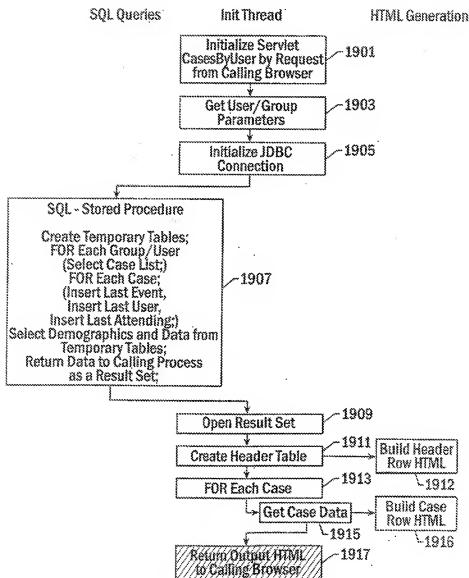 SQL Queries
Init Thread
HTML Generation
Initialize Servlet
CasesByUser by Request
from Calling Browser
1901
Get User/Group
Parameters
1903
Initialize JDBC
Connection
1905
SQL - Stored Procedure
Create Temporary Tables;
FOR Each Group/User
(Select Case List;)
FOR Each Case;
(Insert Last Event,
Insert Last User,
Insert Last Attending;)
Select Demographics and Data from
Temporary Tables;
Return Data to Calling Process
as a Result Set;
1907
Open Result Set
1909
Create Header Table
1911
Build Header
Row HTML
1912
FOR Each Case
1913
Get Case Data
1915
Build Case
Row HTML
1916
Return Output HTML
to Calling Browser
1917